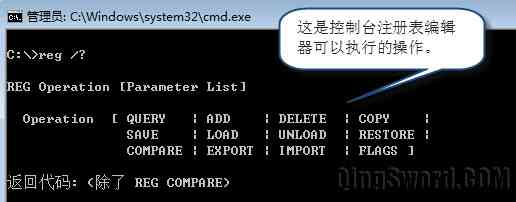 管理员: C:\Windows\system32\cmd.exe
这是控制台注册表编辑
器可以执行的操作。
C:\>reg /?
REG Operation [Parameter List]
Operation [ QUERY | ADD | DELETE | COPY |
SAVE | LOAD | UNLOAD | RESTORE |
COMPARE | EXPORT | IMPORT | FLAGS ]
返回代码: (除了 REG COMPARE)
QingSword.COM